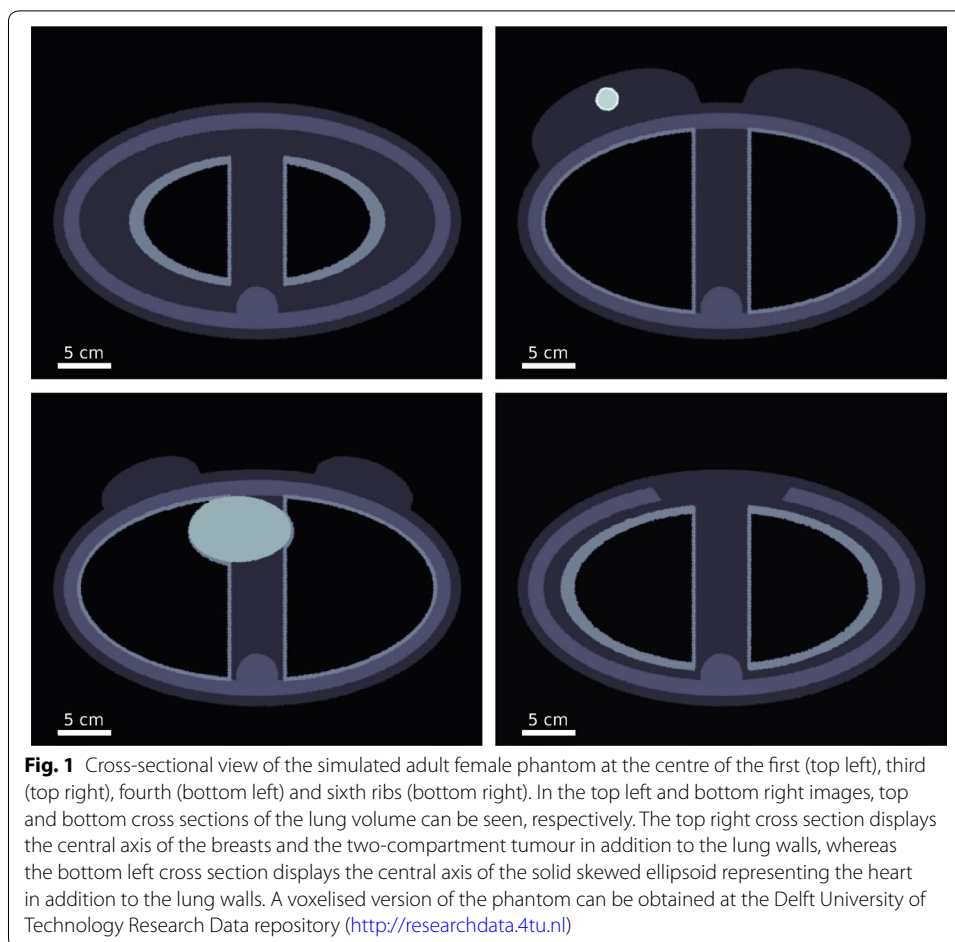 5 cm
5 cm
5 cm
5 cm
Fig. 1 Cross-sectional view of the simulated adult female phantom at the centre of the first (top left), third
(top right), fourth (bottom left) and sixth ribs (bottom right). In the top left and bottom right images, top
and bottom cross sections of the lung volume can be seen, respectively. The top right cross section displays
the central axis of the breasts and the two-compartment tumour in addition to the lung walls, whereas
the bottom left cross section displays the central axis of the solid skewed ellipsoid representing the heart
in addition to the lung walls. A voxelised version of the phantom can be obtained at the Delft University of
Technology Research Data repository (http://researchdata.4tu.nl)